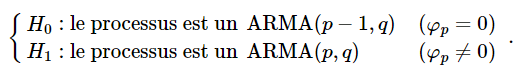 H₀ : le processus est un ARMA(p − 1, q) (φₚ = 0)
H₁ : le processus est un ARMA(p, q) (φₚ ≠ 0) .